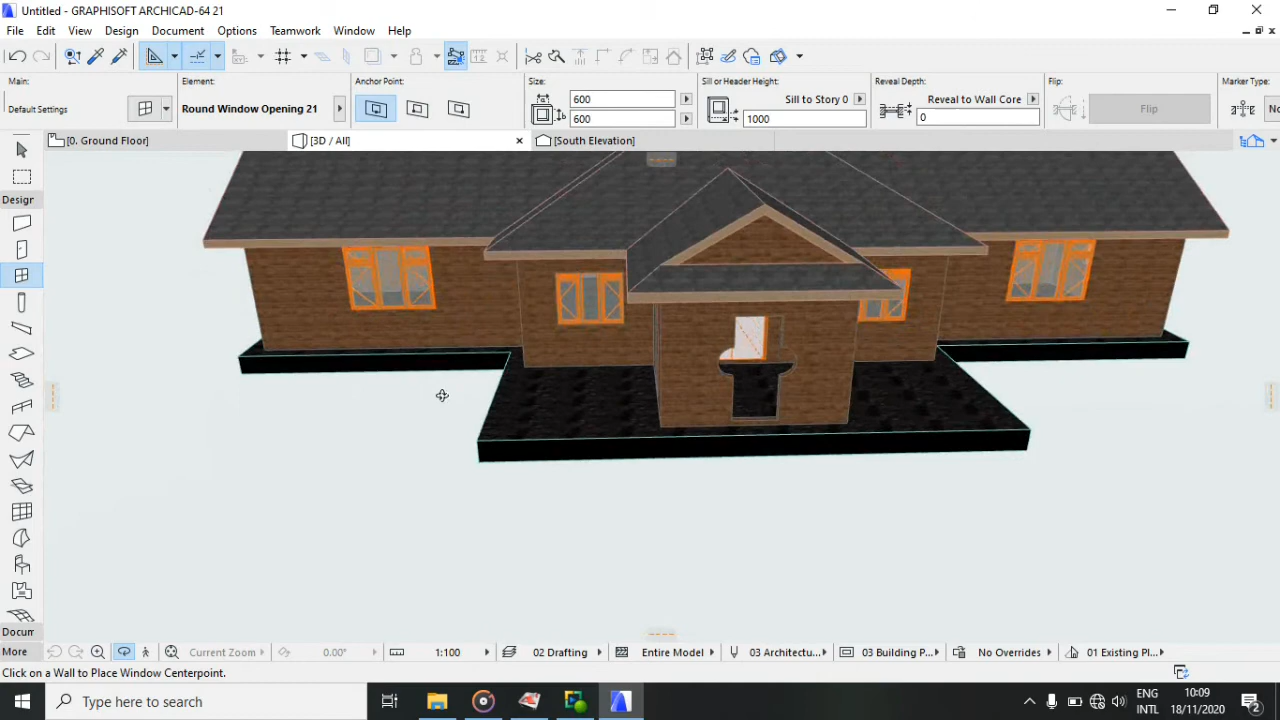 Untitled - GRAPHISOFT ARCHICAD-64 21
File Edit View Design Document Options Teamwork Window Help
Main:
Default Settings
Element:
Round Window Opening 21
Anchor Point:
Size:
600
600
Sill or Header Height:
Sill to Story 0
1000
Reveal Depth:
Reveal to Wall Core
0
Flip:
Flip
Marker Type:
No
[0. Ground Floor]
[3D / All]
[South Elevation]
Desigr
Docum
More
Current Zoom
0.00°
1:100
02 Drafting
Entire Model
03 Architectu...
03 Building P...
No Overrides
01 Existing Pl...
Click on a Wall to Place Window Centerpoint.
Type here to search
ENG
INTL
10:09
18/11/2020
2